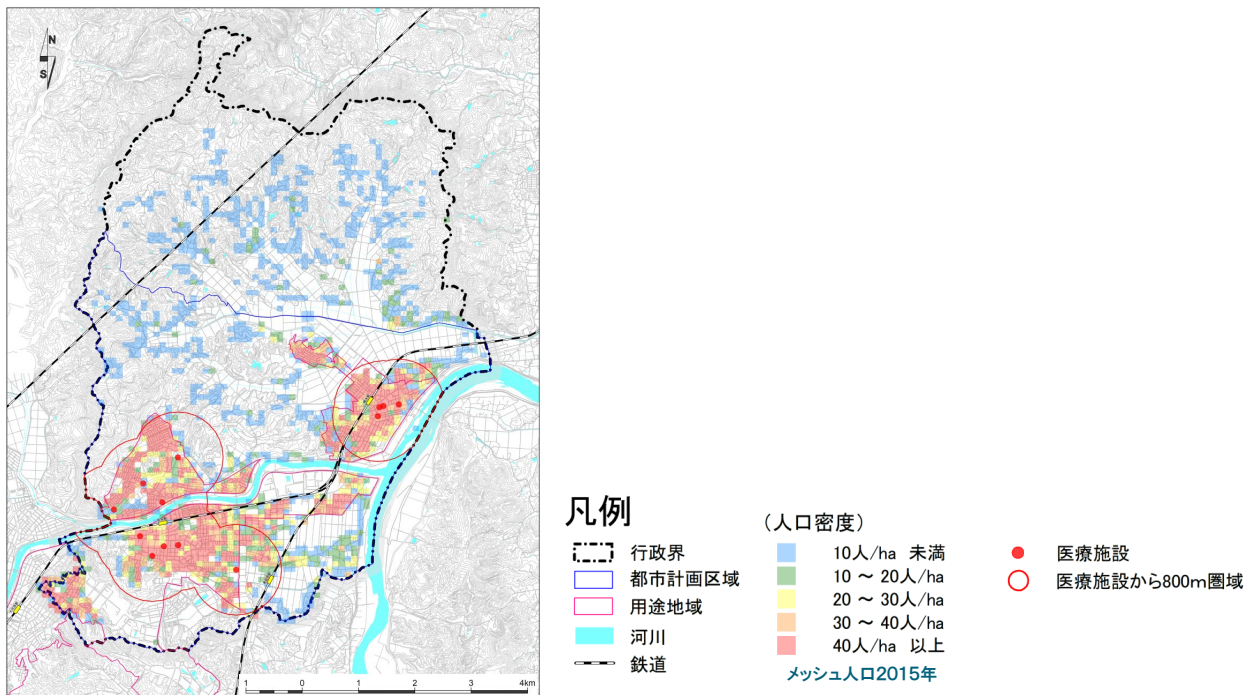 N
S
1 0 1 2 3 4km
凡例
行政界
都市計画区域
用途地域
河川
鉄道
（人口密度）
10人/ha 未満
10 ～ 20人/ha
20 ～ 30人/ha
30 ～ 40人/ha
40人/ha 以上
メッシュ人口2015年
医療施設
医療施設から800m圏域